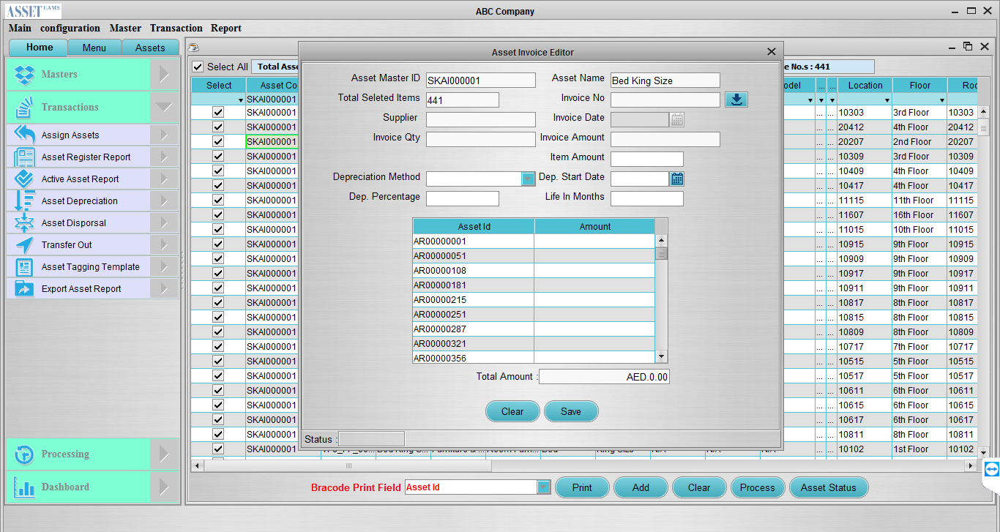 ASSET EAMS
ABC Company
Main configuration Master Transaction Report
Home Menu Assets
Masters
Transactions
Assign Assets
Asset Register Report
Active Asset Report
Asset Depreciation
Asset Disporsal
Transfer Out
Asset Tagging Template
Export Asset Report
Processing
Dashboard
Select All Total Asse
e No.s : 441
Select Asset Co
odel ... ... Location Floor Roo
SKAI000001
SKAI000001 ... ... 10303 3rd Floor 10303
SKAI000001 ... ... 20412 4th Floor 20412
SKAI000001 ... ... 20207 2nd Floor 20207
SKAI000001 ... ... 10309 3rd Floor 10309
SKAI000001 ... ... 10409 4th Floor 10409
SKAI000001 ... ... 10417 4th Floor 10417
SKAI000001 ... ... 11115 11th Floor 11115
SKAI000001 ... ... 11607 16th Floor 11607
SKAI000001 ... ... 11015 10th Floor 11015
SKAI000001 ... ... 10915 9th Floor 10915
SKAI000001 ... ... 10909 9th Floor 10909
SKAI000001 ... ... 10917 9th Floor 10917
SKAI000001 ... ... 10911 9th Floor 10911
SKAI000001 ... ... 10817 8th Floor 10817
SKAI000001 ... ... 10815 8th Floor 10815
SKAI000001 ... ... 10809 8th Floor 10809
SKAI000001 ... ... 10717 7th Floor 10717
SKAI000001 ... ... 10515 5th Floor 10515
SKAI000001 ... ... 10517 5th Floor 10517
SKAI000001 ... ... 10611 6th Floor 10611
SKAI000001 ... ... 10615 6th Floor 10615
SKAI000001 ... ... 10617 6th Floor 10617
SKAI000001 ... ... 10811 8th Floor 10811
SKAI000001 ... ... 10102 1st Floor 10102
Asset Invoice Editor
Asset Master ID SKAI000001 Asset Name Bed King Size
Total Seleted Items 441 Invoice No
Supplier Invoice Date
Invoice Qty Invoice Amount
Item Amount
Depreciation Method Dep. Start Date
Dep. Percentage Life In Months
Asset Id Amount
AR00000001
AR00000051
AR00000108
AR00000181
AR00000215
AR00000251
AR00000287
AR00000321
AR00000356
Total Amount : AED.0.00
Clear Save
Status :
Bracode Print Field Asset Id Print Add Clear Process Asset Status